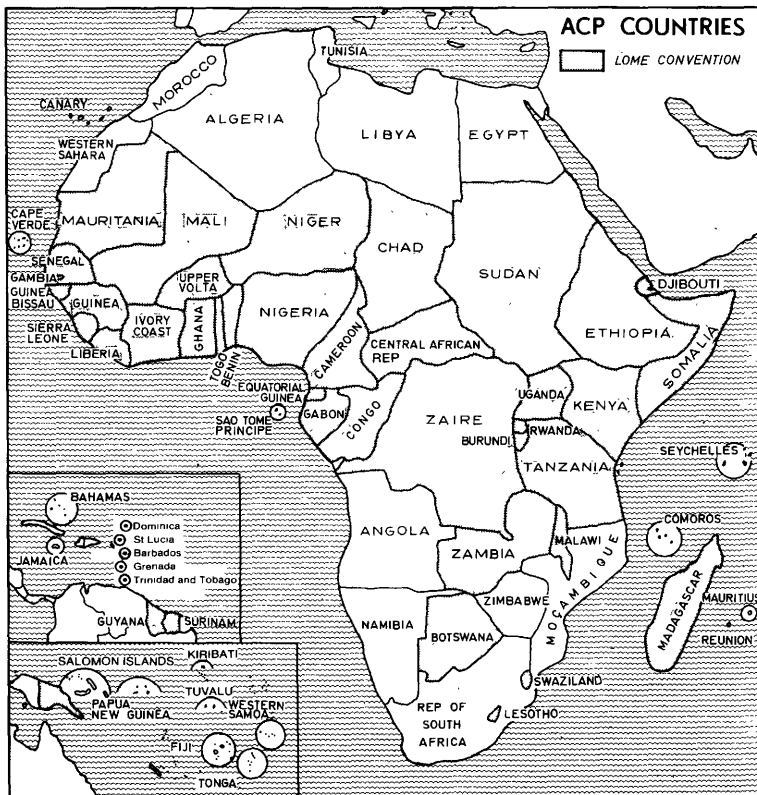 ACP COUNTRIES
LOME CONVENTION
TUNISIA
MOROCCO
CANARY
ALGERIA
LIBYA
EGYPT
WESTERN
SAHARA
CAPE
VERDE
MAURITANIA
MALI
NIGER
CHAD
SUDAN
SENEGAL
GAMBIA
GUINEA
BISSAU
GUINEA
UPPER
VOLTA
DJIBOUTI
SIERRA
LEONE
IVORY
COAST
GHANA
NIGERIA
ETHIOPIA
LIBERIA
TOGO
BENIN
CAMEROON
CENTRAL AFRICAN
REP
SOMALIA
EQUATORIAL
GUINEA
SAO TOME
PRINCIPE
GABON
CONGO
ZAIRE
UGANDA
KENYA
BURUNDI
RWANDA
TANZANIA
SEYCHELLES
BAHAMAS
JAMAICA
Dominica
St Lucia
Barbados
Grenada
Trinidad and Tobago
GUYANA
SURINAM
ANGOLA
ZAMBIA
MALAWI
COMOROS
MOÇAMBIQUE
ZIMBABWE
MADAGASCAR
MAURITIUS
REUNION
NAMIBIA
BOTSWANA
SWAZILAND
LESOTHO
REP OF
SOUTH
AFRICA
KIRIBATI
SALOMON ISLANDS
PAPUA
NEW GUINEA
TUVALU
WESTERN
SAMOA
FIJI
TONGA